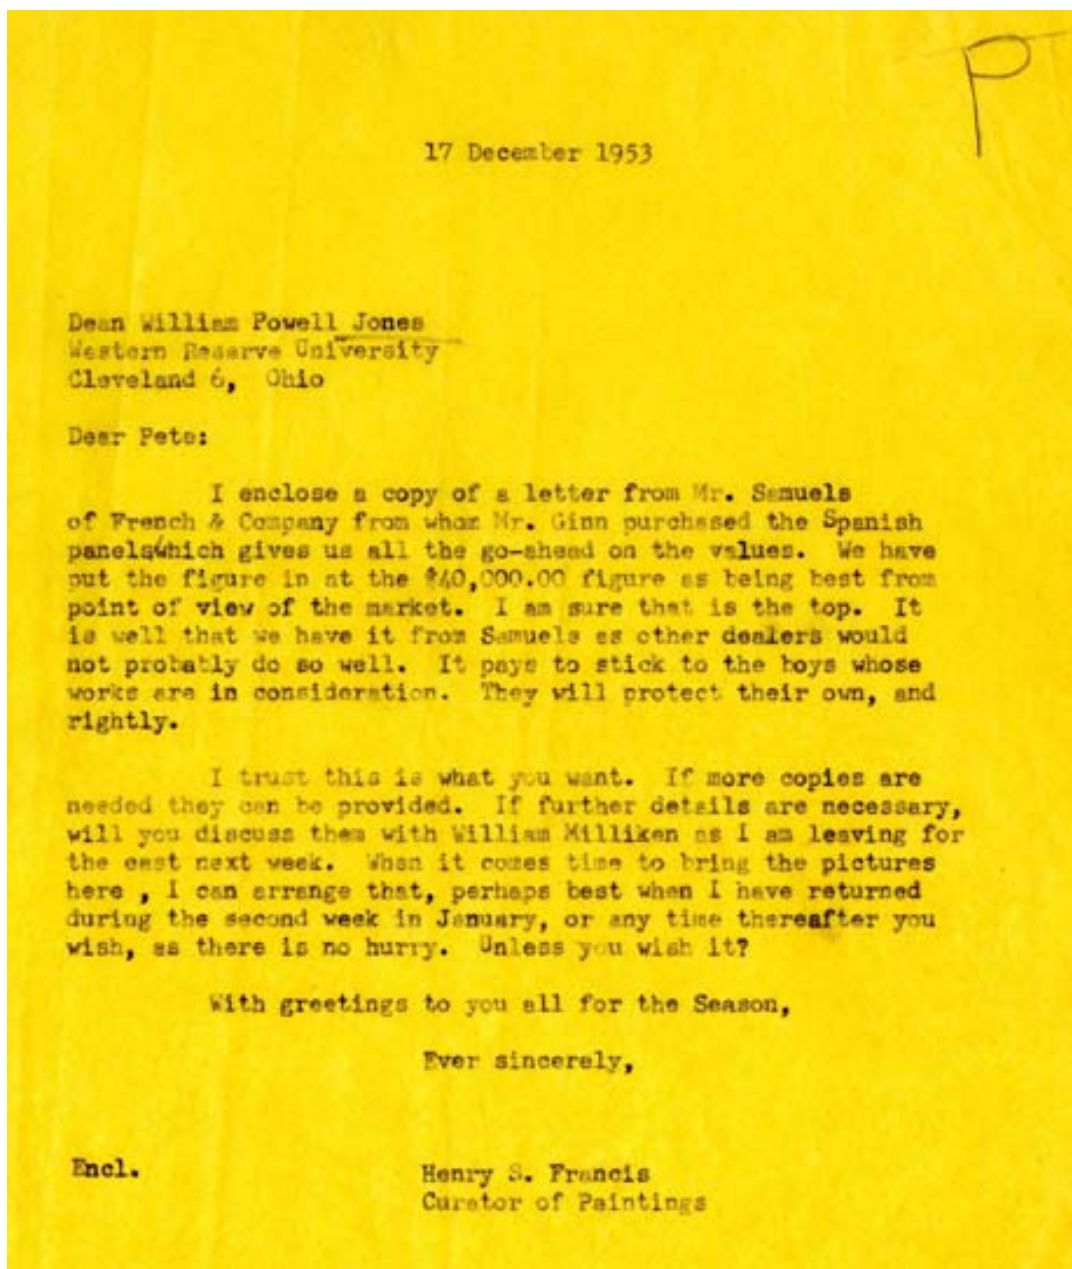 P
17 December 1953
Dean William Powell Jones
Western Reserve University
Cleveland 6, Ohio
Dear Pete:
I enclose a copy of a letter from Mr. Samuels
of French & Company from whom Mr. Ginn purchased the Spanish
panels which gives us all the go-ahead on the values. We have
put the figure in at the $40,000.00 figure as being best from
point of view of the market. I am sure that is the top. It
is well that we have it from Samuels as other dealers would
not probably do so well. It pays to stick to the boys whose
works are in consideration. They will protect their own, and
rightly.
I trust this is what you want. If more copies are
needed they can be provided. If further details are necessary,
will you discuss them with William Milliken as I am leaving for
the east next week. When it comes time to bring the pictures
here , I can arrange that, perhaps best when I have returned
during the second week in January, or any time thereafter you
wish, as there is no hurry. Unless you wish it?
With greetings to you all for the Season,
Ever sincerely,
Encl.
Henry S. Francis
Curator of Paintings